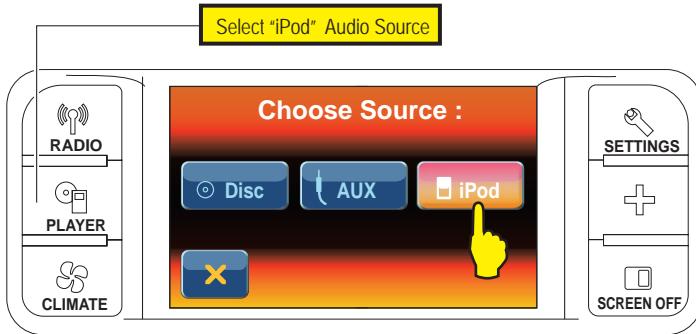 Select “iPod” Audio Source
RADIO
PLAYER
CLIMATE
Choose Source :
Disc
AUX
iPod
SETTINGS
SCREEN OFF